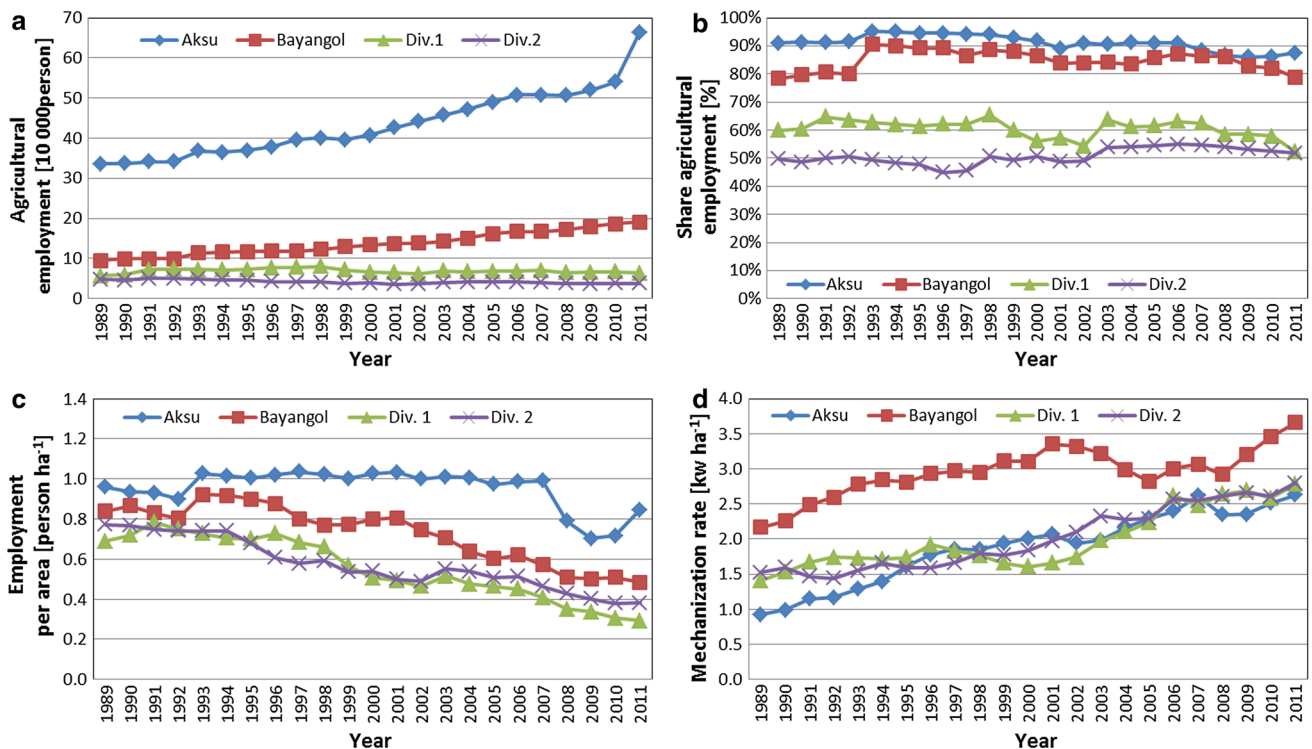 a
Agricultural
employment [10 000person]
70
60
50
40
30
20
10
0
Aksu Bayangol Div.1 Div.2
1989 1990 1991 1992 1993 1994 1995 1996 1997 1998 1999 2000 2001 2002 2003 2004 2005 2006 2007 2008 2009 2010 2011
Year
b
Share agricultural
employment [%]
100%
90%
80%
70%
60%
50%
40%
30%
20%
10%
0%
Aksu Bayangol Div.1 Div.2
1989 1990 1991 1992 1993 1994 1995 1996 1997 1998 1999 2000 2001 2002 2003 2004 2005 2006 2007 2008 2009 2010 2011
Year
c
Employment
per area [person ha⁻¹]
1.4
1.2
1.0
0.8
0.6
0.4
0.2
0.0
Aksu Bayangol Div. 1 Div. 2
1989 1990 1991 1992 1993 1994 1995 1996 1997 1998 1999 2000 2001 2002 2003 2004 2005 2006 2007 2008 2009 2010 2011
Year
d
Mechanization rate [kw ha⁻¹]
4.0
3.5
3.0
2.5
2.0
1.5
1.0
0.5
0.0
Aksu Bayangol Div. 1 Div. 2
1989 1990 1991 1992 1993 1994 1995 1996 1997 1998 1999 2000 2001 2002 2003 2004 2005 2006 2007 2008 2009 2010 2011
Year